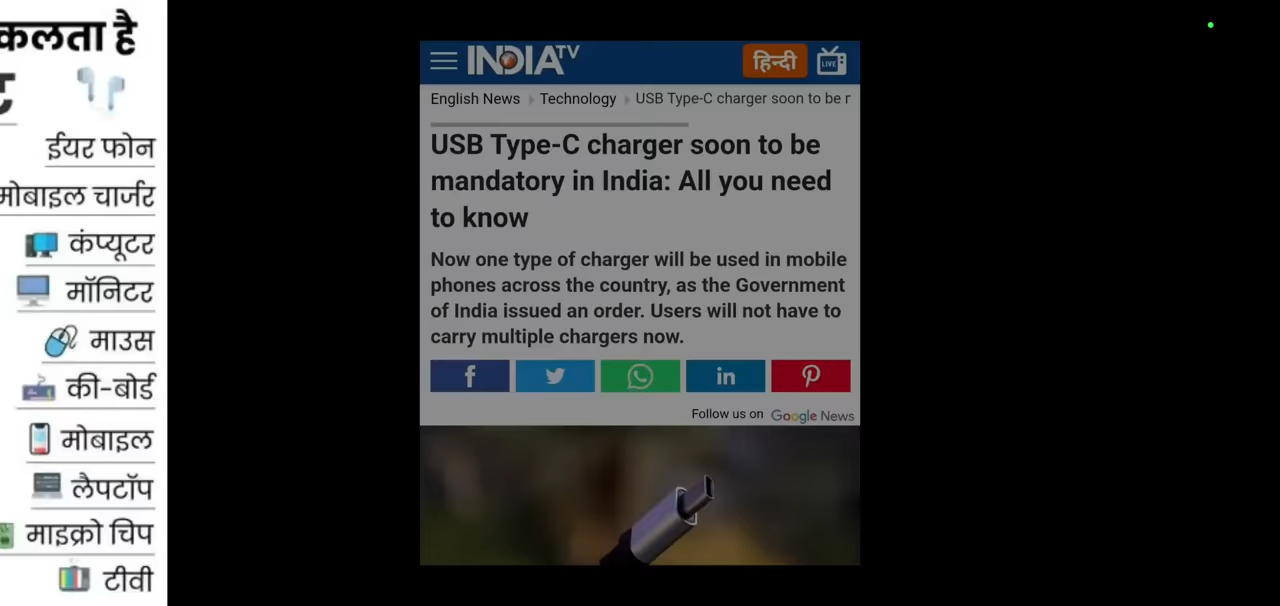 कलता है
ईयर फोन
मोबाइल चार्जर
कंप्यूटर
मॉनिटर
माउस
की-बोर्ड
मोबाइल
लैपटॉप
माइक्रो चिप
टीवी
INDIA TV
हिन्दी
LIVE
English News Technology USB Type-C charger soon to be r
USB Type-C charger soon to be
mandatory in India: All you need
to know
Now one type of charger will be used in mobile
phones across the country, as the Government
of India issued an order. Users will not have to
carry multiple chargers now.
Follow us on Google News